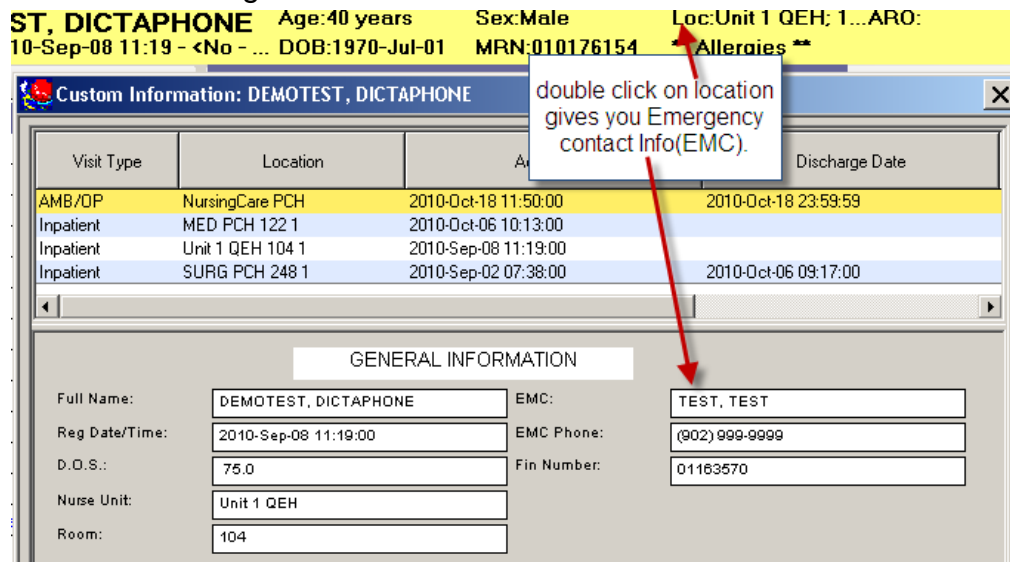 ST, DICTAPHONE Age:40 years Sex:Male Loc:Unit 1 QEH; 1...ARO:
10-Sep-08 11:19 - <No - ... DOB:1970-Jul-01 MRN:010176154 Allergies **
Custom Information: DEMOTEST, DICTAPHONE
double click on location
gives you Emergency
contact Info(EMC).
Visit Type Location Discharge Date
AMB/OP NursingCare PCH 2010-Oct-18 11:50:00 2010-Oct-18 23:59:59
Inpatient MED PCH 122 1 2010-Oct-06 10:13:00
Inpatient Unit 1 QEH 104 1 2010-Sep-08 11:19:00
Inpatient SURG PCH 248 1 2010-Sep-02 07:38:00 2010-Oct-06 09:17:00
GENERAL INFORMATION
Full Name: DEMOTEST, DICTAPHONE EMC: TEST, TEST
Reg Date/Time: 2010-Sep-08 11:19:00 EMC Phone: (902) 999-9999
D.O.S.: 75.0 Fin Number: 01163570
Nurse Unit: Unit 1 QEH
Room: 104